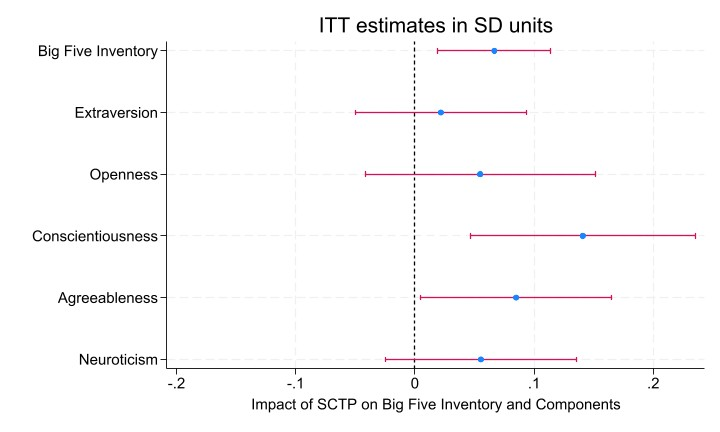 ITT estimates in SD units
Big Five Inventory
Extraversion
Openness
Conscientiousness
Agreeableness
Neuroticism
-.2 -.1 0 .1 .2
Impact of SCTP on Big Five Inventory and Components